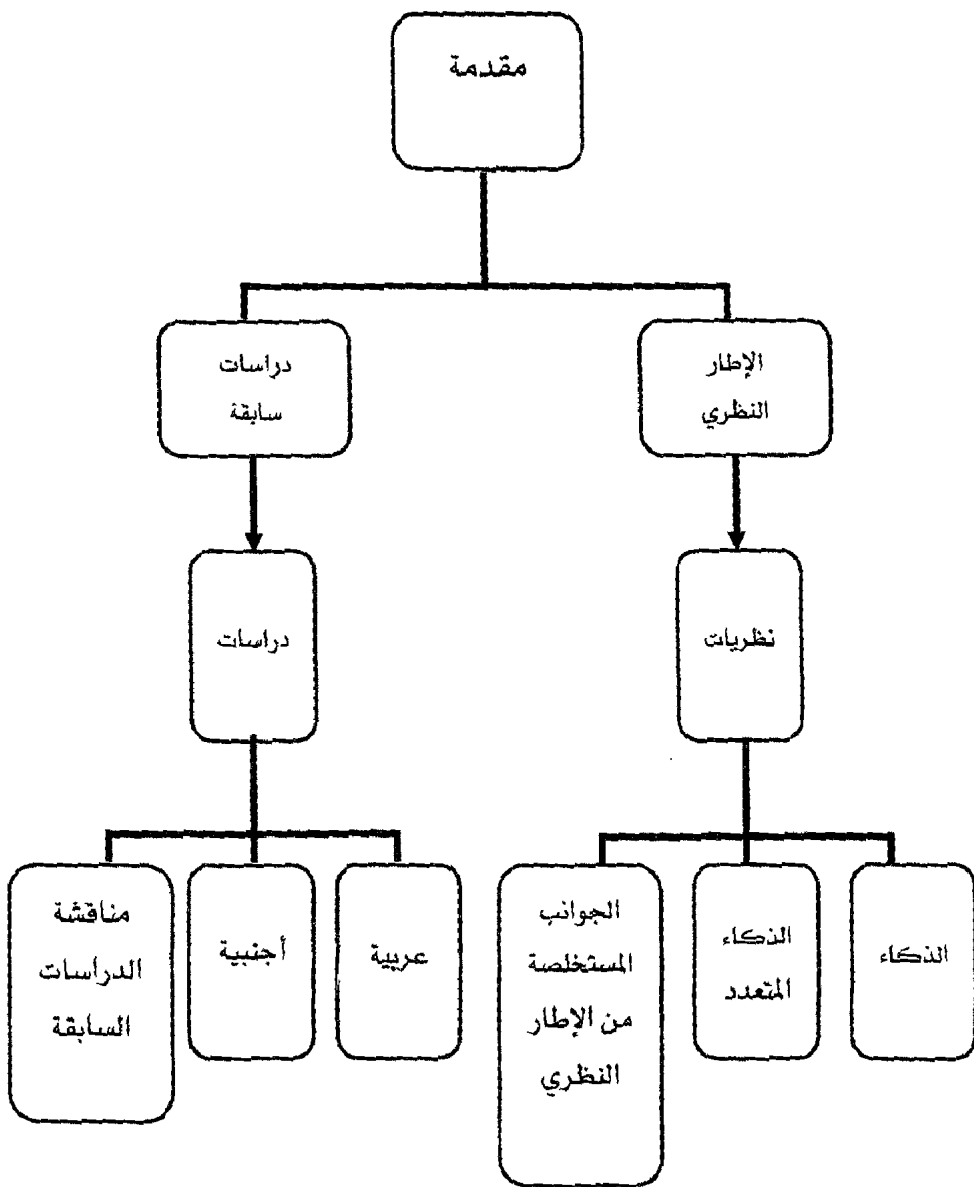 مقدمة
الإطار
النظري
دراسات
سابقة
نظريات
دراسات
الذكاء
الذكاء
المتعدد
الجوانب
المستخلصة
من الإطار
النظري
عربية
أجنبية
مناقشة
الدراسات
السابقة